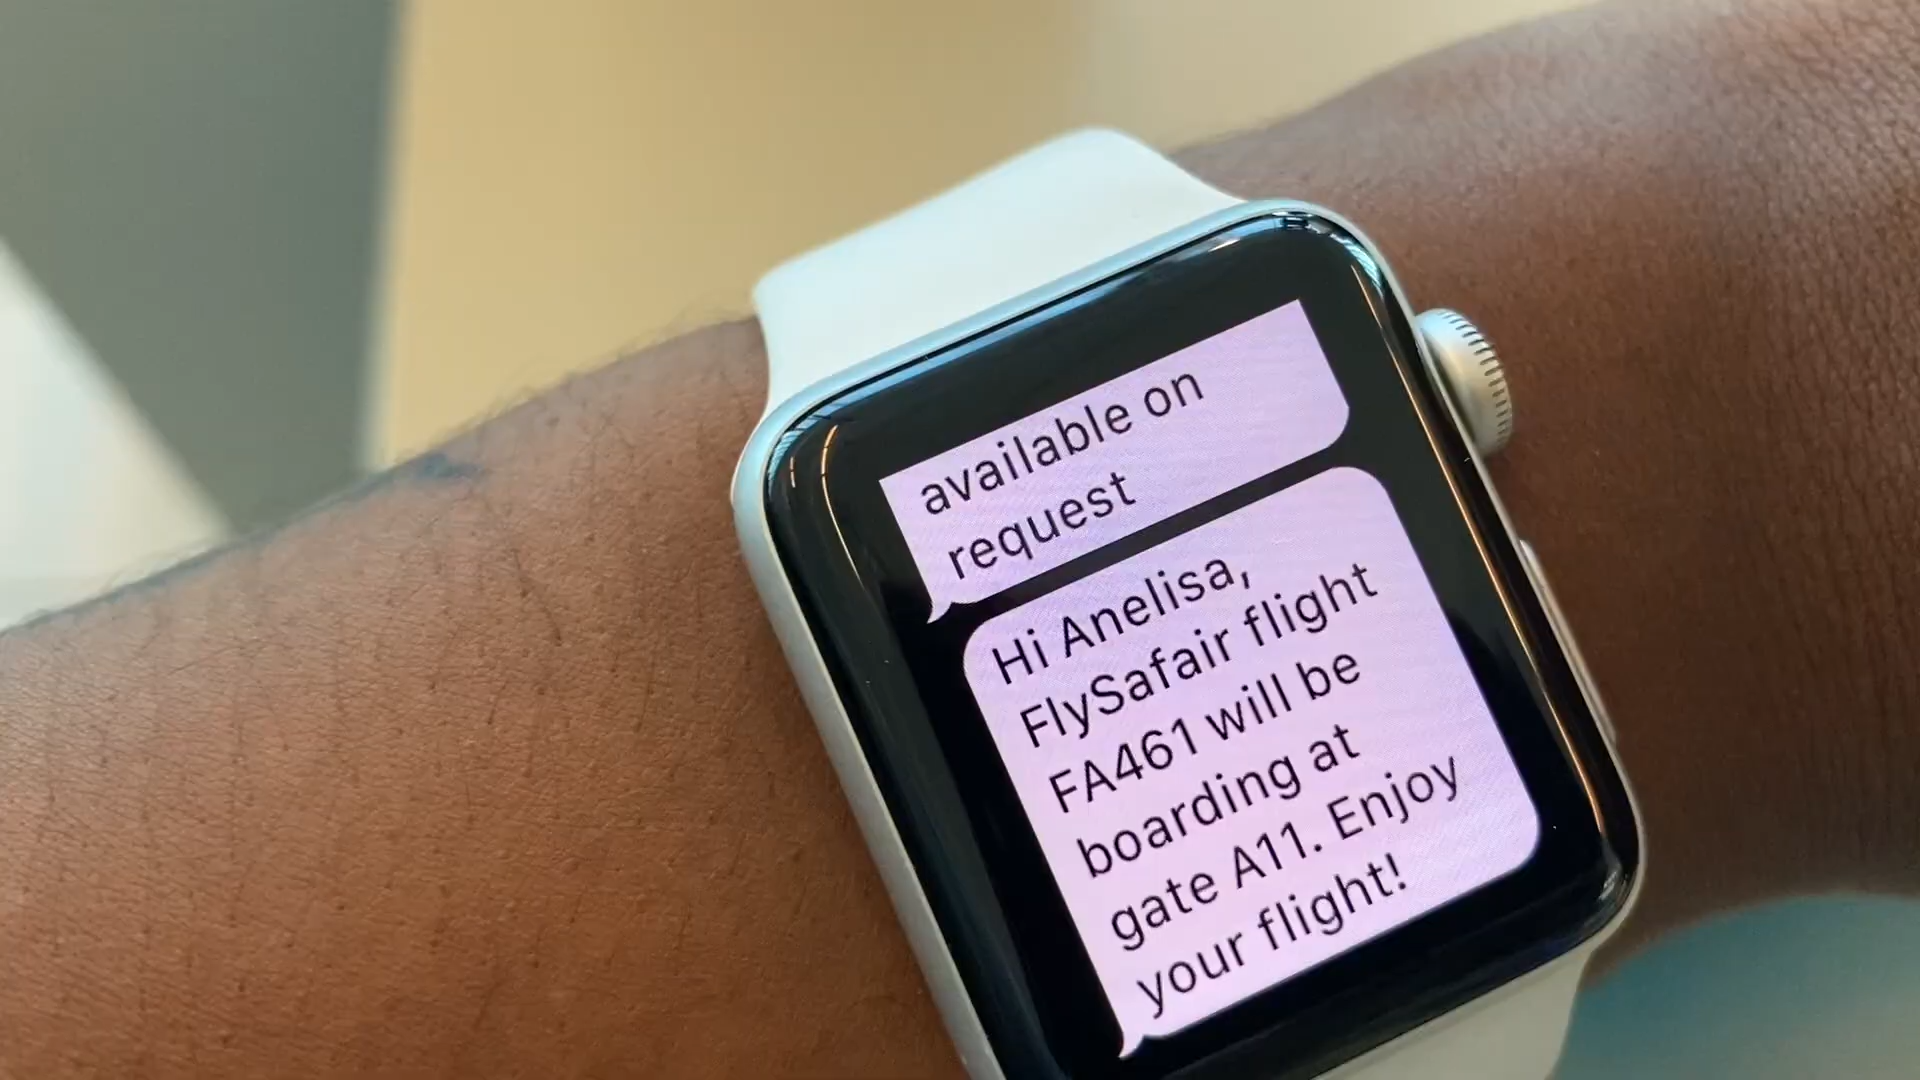 available on
request
Hi Anelisa,
FlySafair flight
FA461 will be
boarding at
gate A11. Enjoy
your flight!